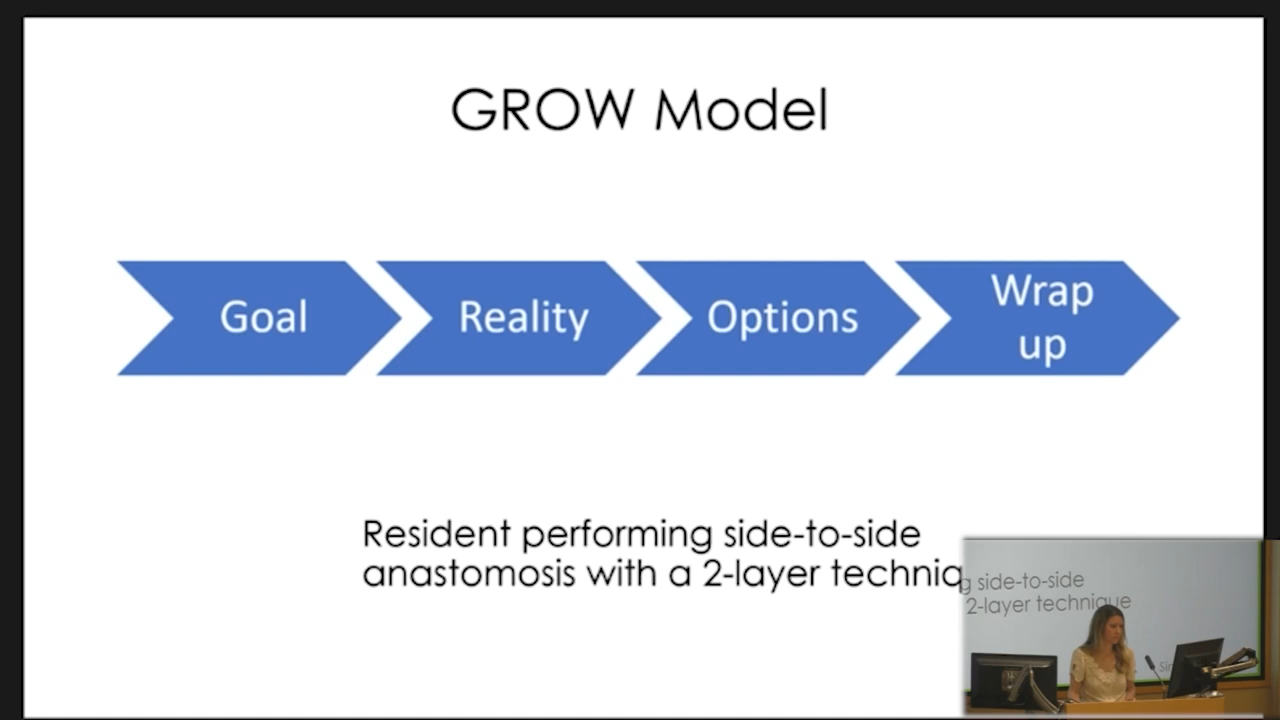 GROW Model
Goal
Reality
Options
Wrap
up
Resident performing side-to-side
anastomosis with a 2-layer techniq
g side-to-side
2-layer technique